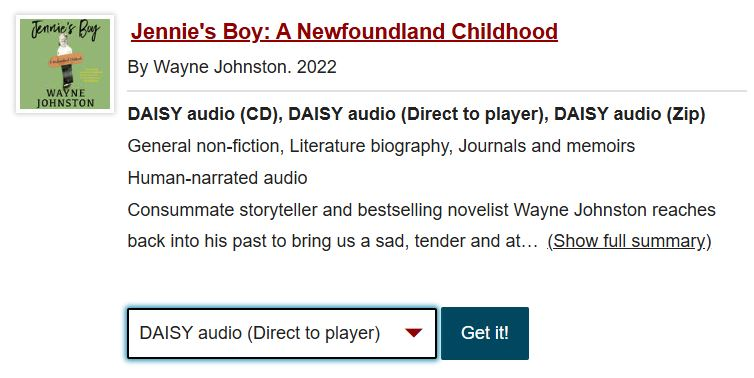 Jennie's Boy
WAYNE
JOHNSTON
Jennie's Boy: A Newfoundland Childhood
By Wayne Johnston. 2022
DAISY audio (CD), DAISY audio (Direct to player), DAISY audio (Zip)
General non-fiction, Literature biography, Journals and memoirs
Human-narrated audio
Consummate storyteller and bestselling novelist Wayne Johnston reaches
back into his past to bring us a sad, tender and at… (Show full summary)
DAISY audio (Direct to player)
Get it!